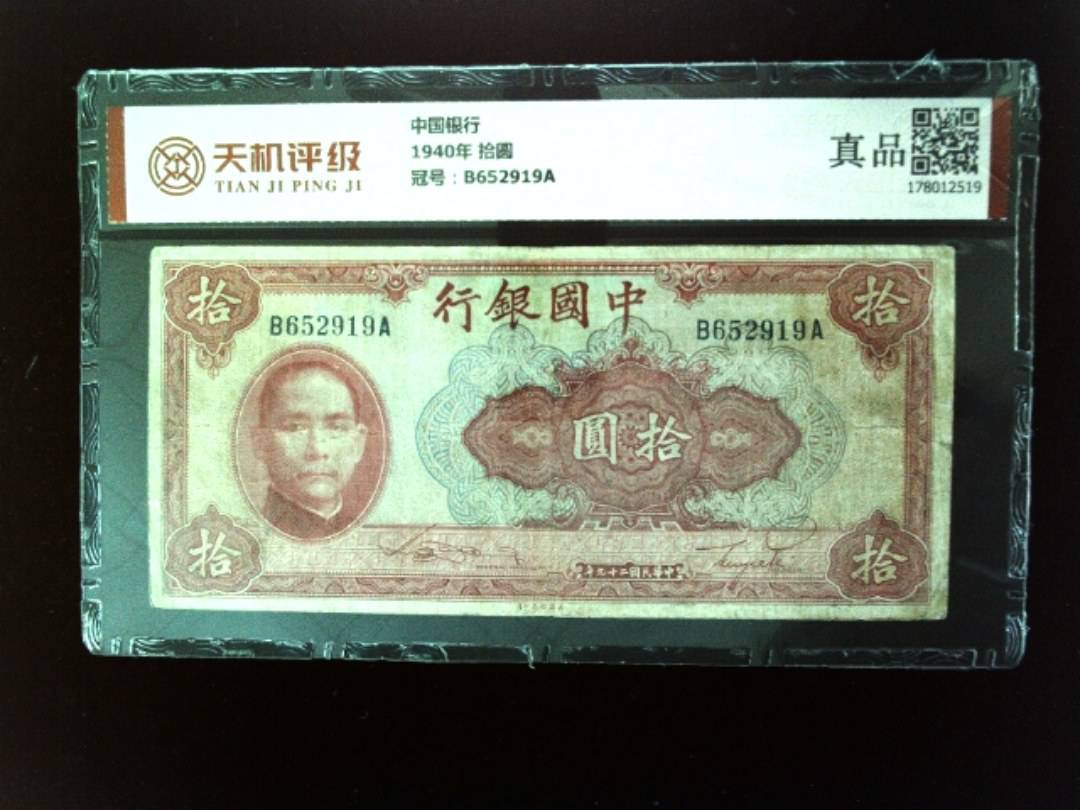 天机评级
TIAN JI PING JI
中国银行
1940年 拾圆
冠号：B652919A
真品
178012519
行銀國中
拾
拾
B652919A
B652919A
圓拾
拾
拾